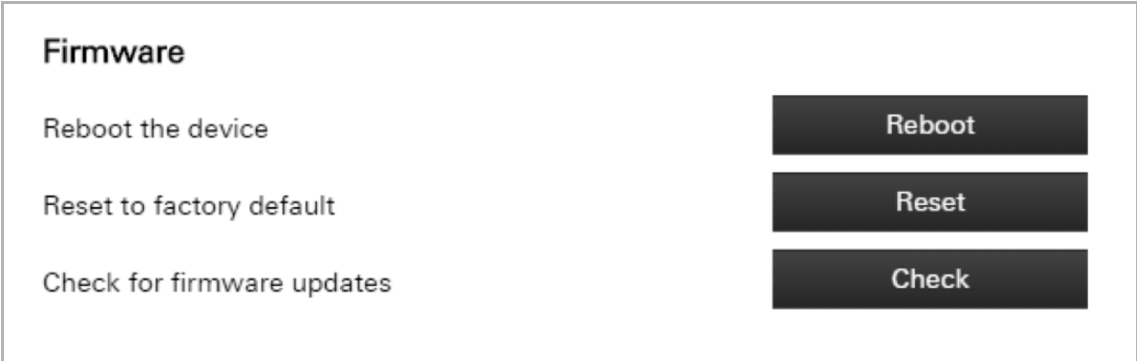 Firmware
Reboot the device Reboot
Reset to factory default Reset
Check for firmware updates Check